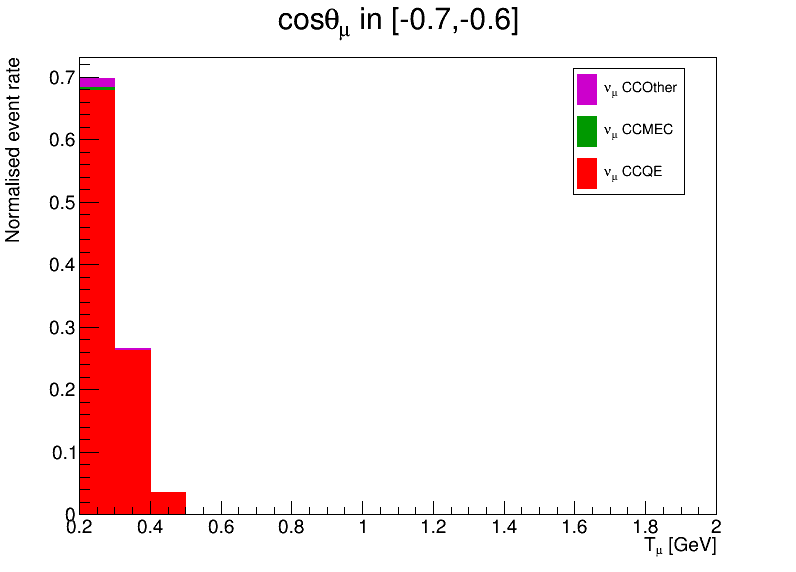 cosθμ in [-0.7,-0.6]
Normalised event rate
0.7
0.6
0.5
0.4
0.3
0.2
0.1
0
νμ CCOther
νμ CCMEC
νμ CCQE
0.2 0.4 0.6 0.8 1 1.2 1.4 1.6 1.8 2
Tμ [GeV]